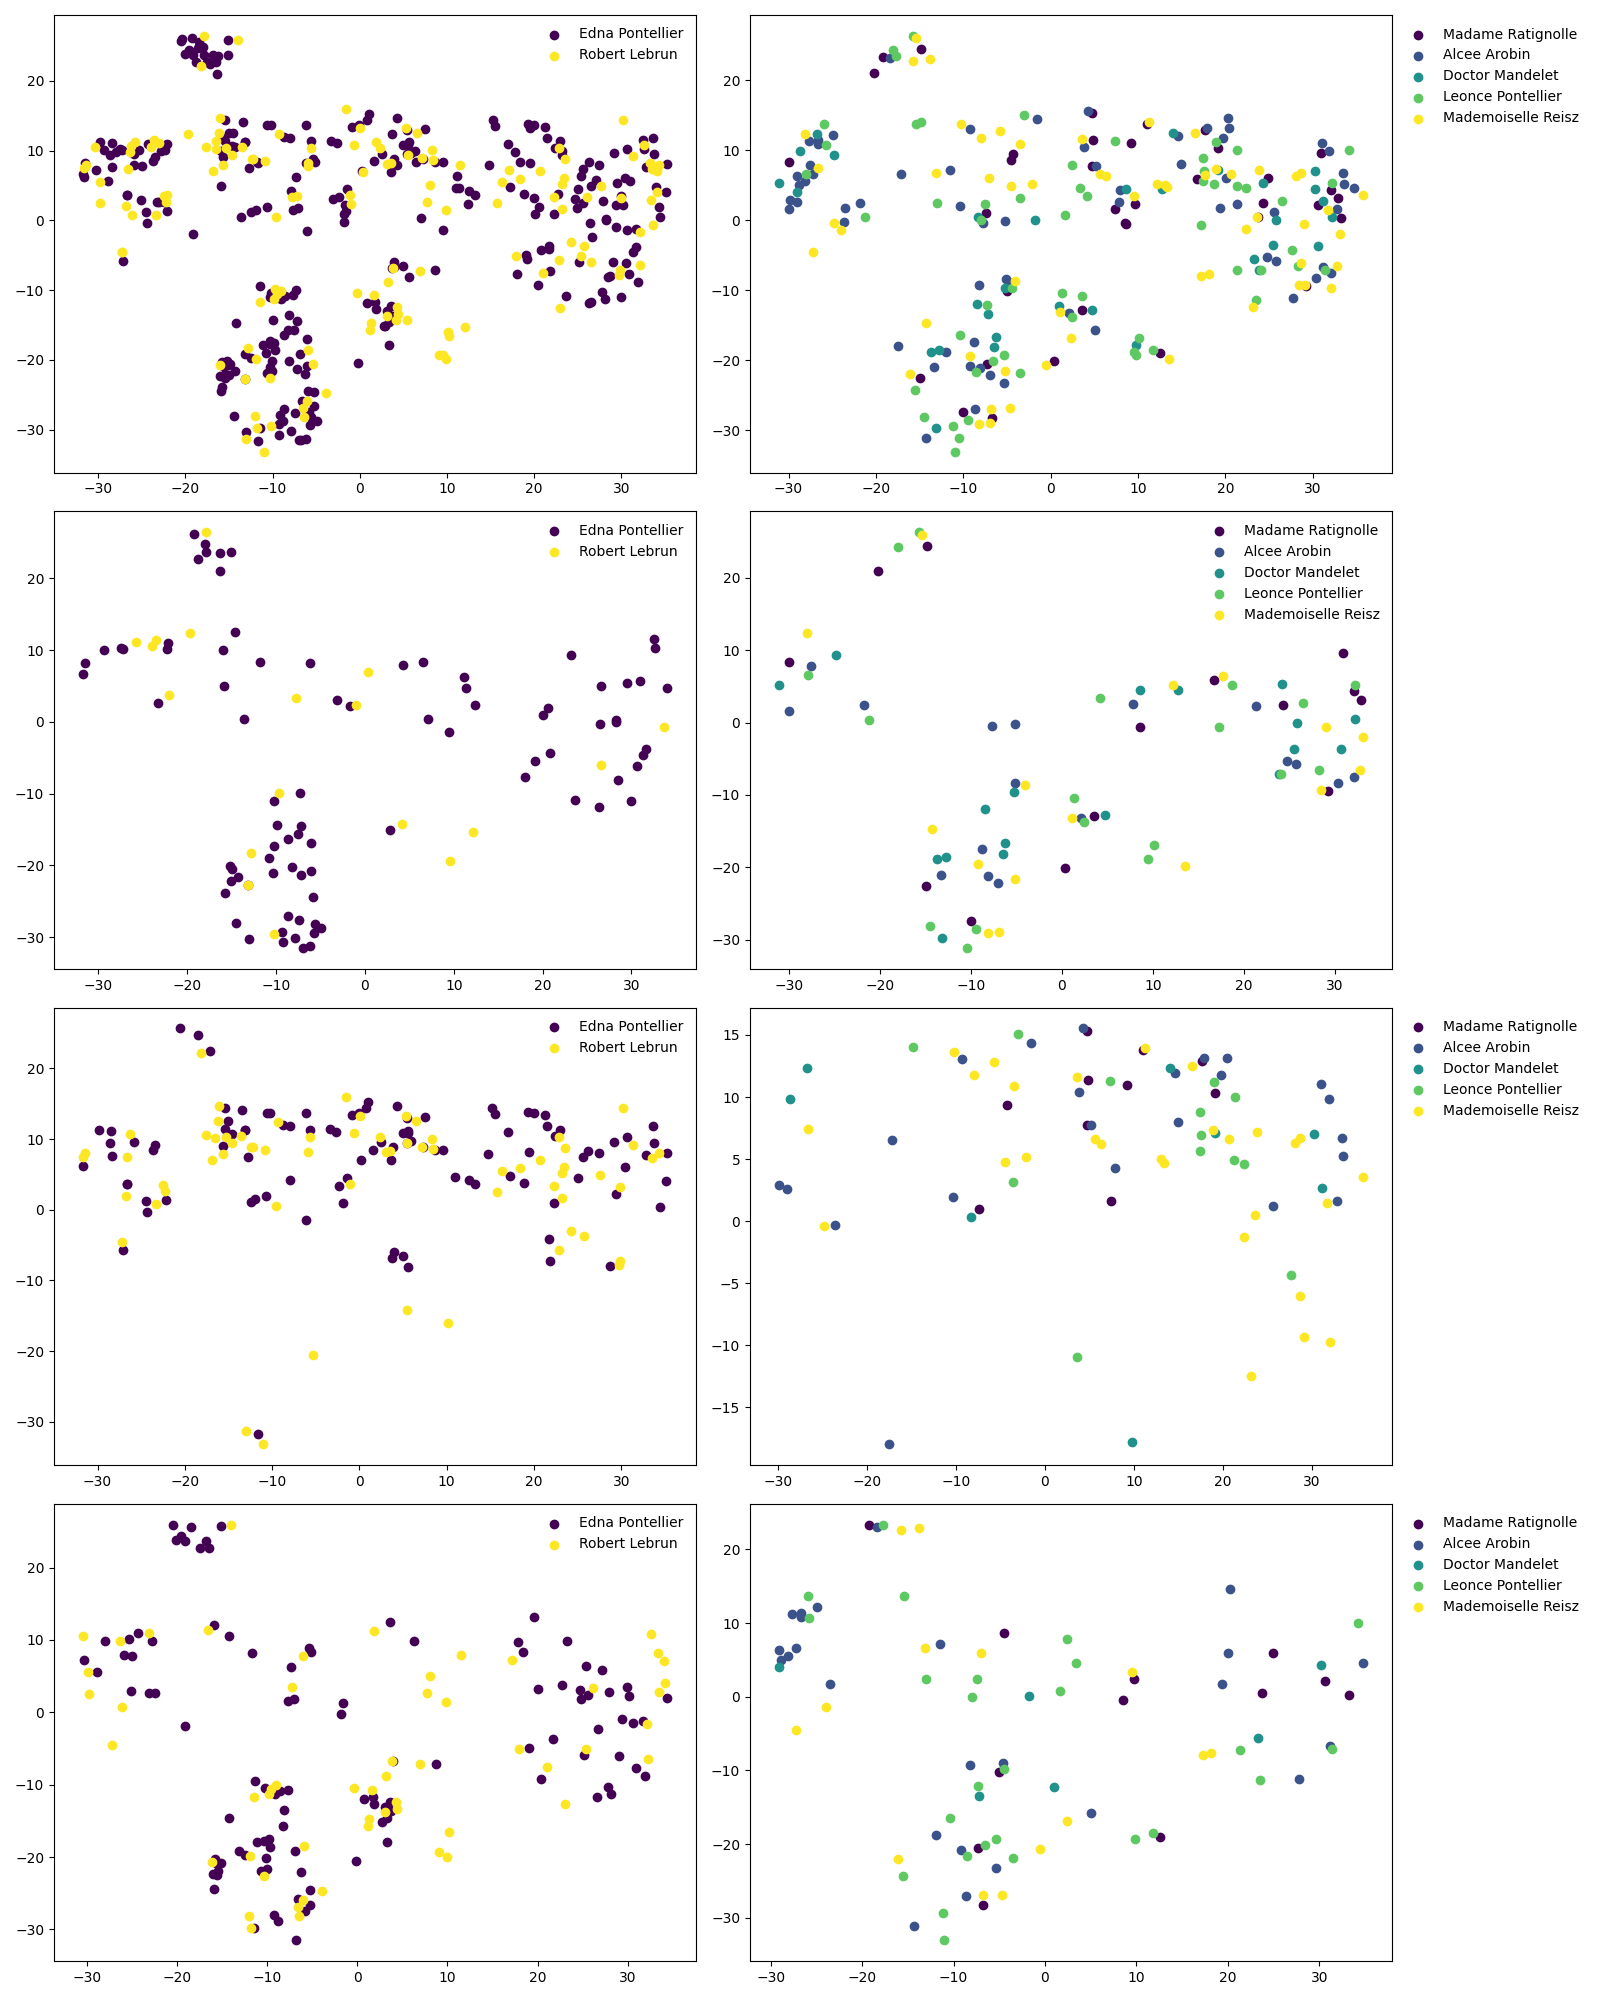 Edna Pontellier
Robert Lebrun
20
10
0
−10
−20
−30
−30 −20 −10 0 10 20 30
Madame Ratignolle
Alcee Arobin
Doctor Mandelet
Leonce Pontellier
Mademoiselle Reisz
20
10
0
−10
−20
−30
−30 −20 −10 0 10 20 30
Edna Pontellier
Robert Lebrun
20
10
0
−10
−20
−30
−30 −20 −10 0 10 20 30
Madame Ratignolle
Alcee Arobin
Doctor Mandelet
Leonce Pontellier
Mademoiselle Reisz
20
10
0
−10
−20
−30
−30 −20 −10 0 10 20 30
Edna Pontellier
Robert Lebrun
20
10
0
−10
−20
−30
−30 −20 −10 0 10 20 30
Madame Ratignolle
Alcee Arobin
Doctor Mandelet
Leonce Pontellier
Mademoiselle Reisz
15
10
5
0
−5
−10
−15
−30 −20 −10 0 10 20 30
Edna Pontellier
Robert Lebrun
20
10
0
−10
−20
−30
−30 −20 −10 0 10 20 30
Madame Ratignolle
Alcee Arobin
Doctor Mandelet
Leonce Pontellier
Mademoiselle Reisz
20
10
0
−10
−20
−30
−30 −20 −10 0 10 20 30